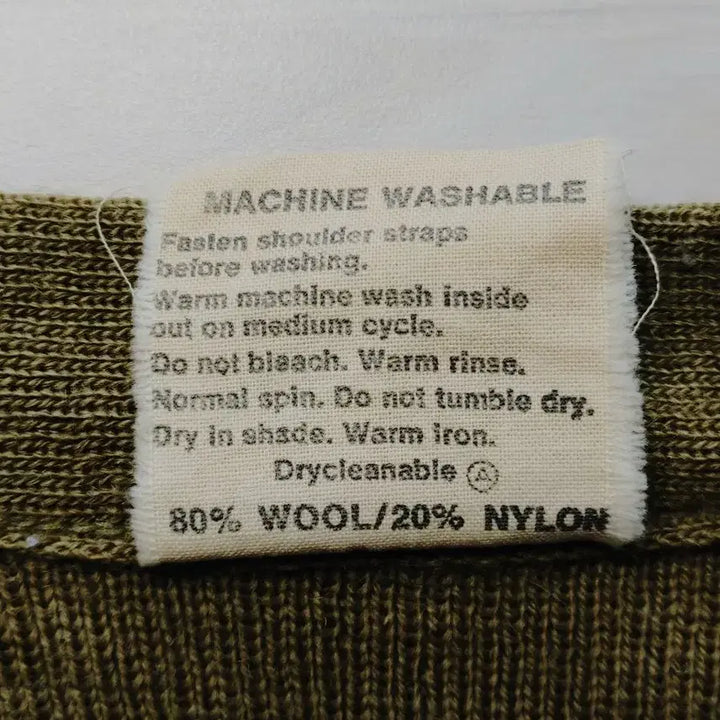 MACHINE WASHABLE
Fasten shoulder straps
before washing.
Warm machine wash inside
out on medium cycle.
Do not bleach. Warm rinse.
Normal spin. Do not tumble dry.
Dry in shade. Warm iron.
Drycleanable Ⓐ
80% WOOL/20% NYLON